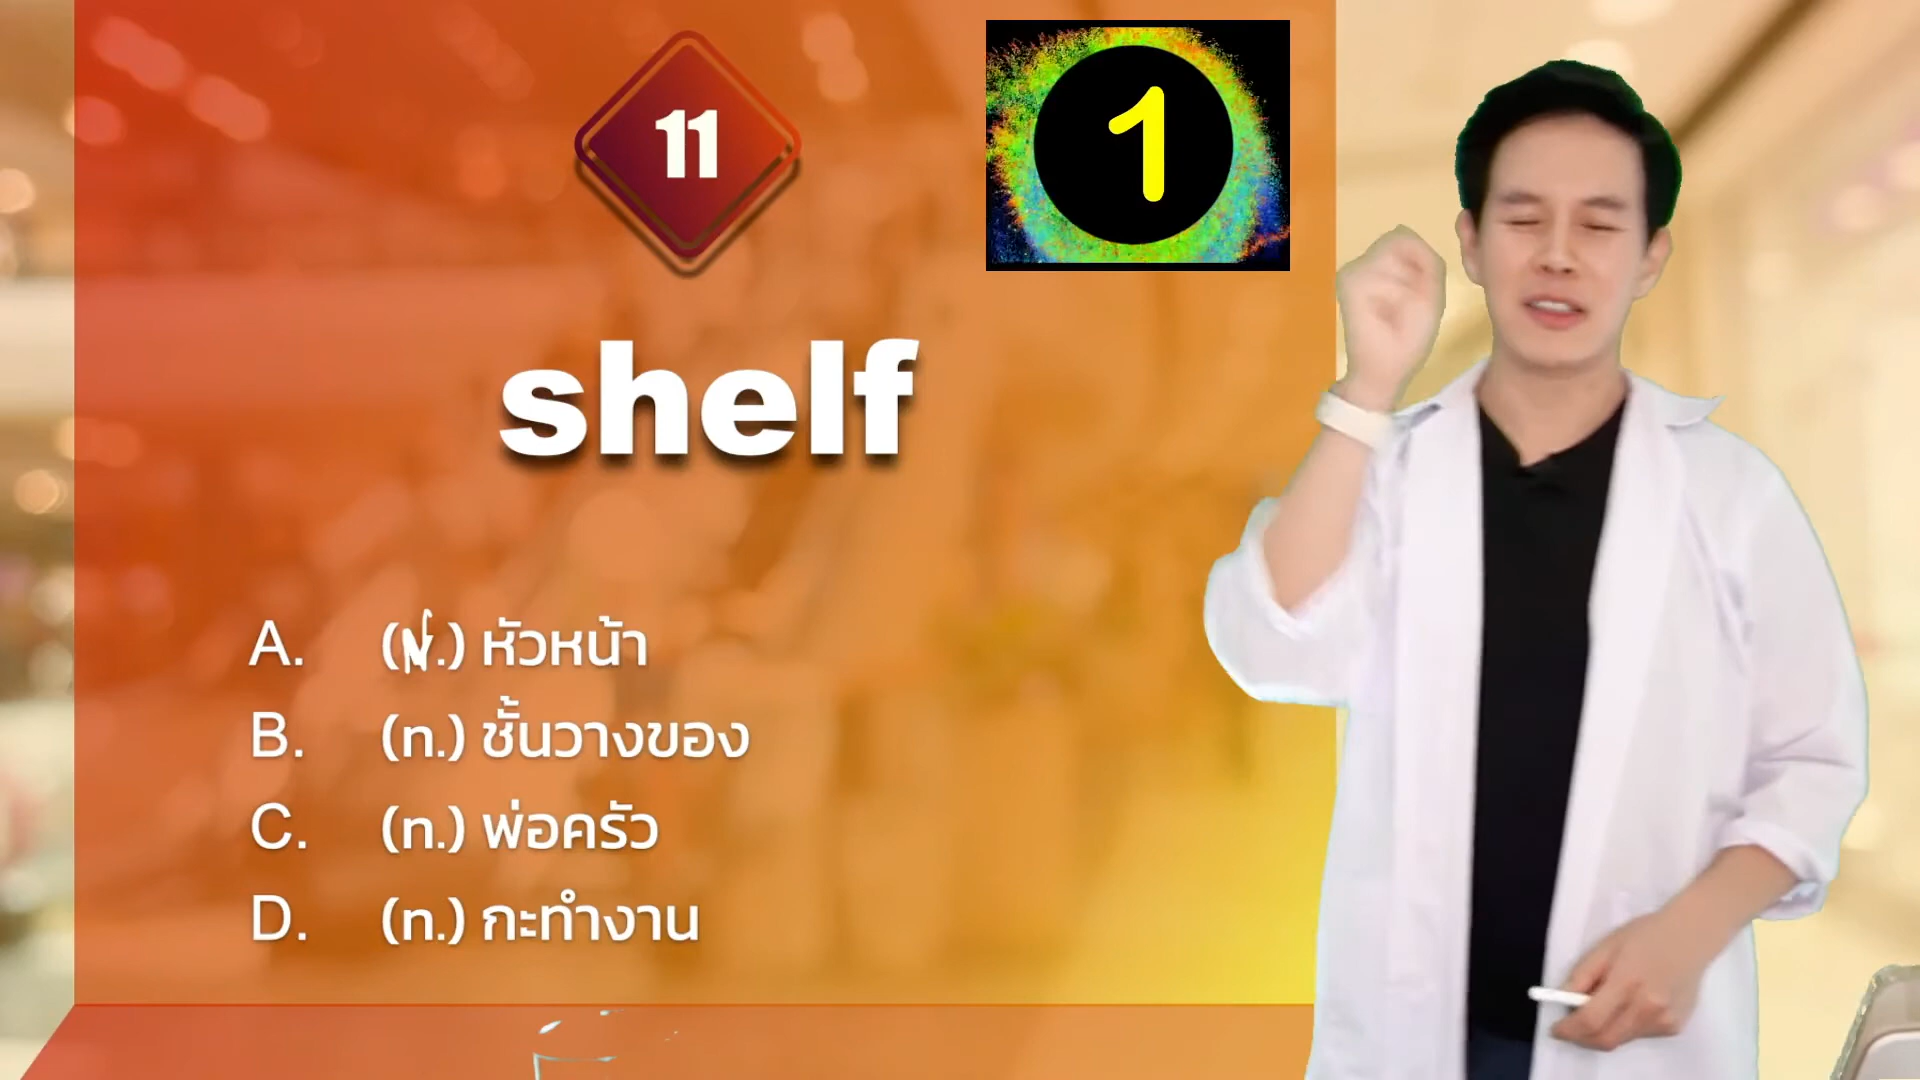 11
1
shelf
A. (N.) หัวหน้า
B. (n.) ชั้นวางของ
C. (n.) พ่อครัว
D. (n.) กะทำงาน